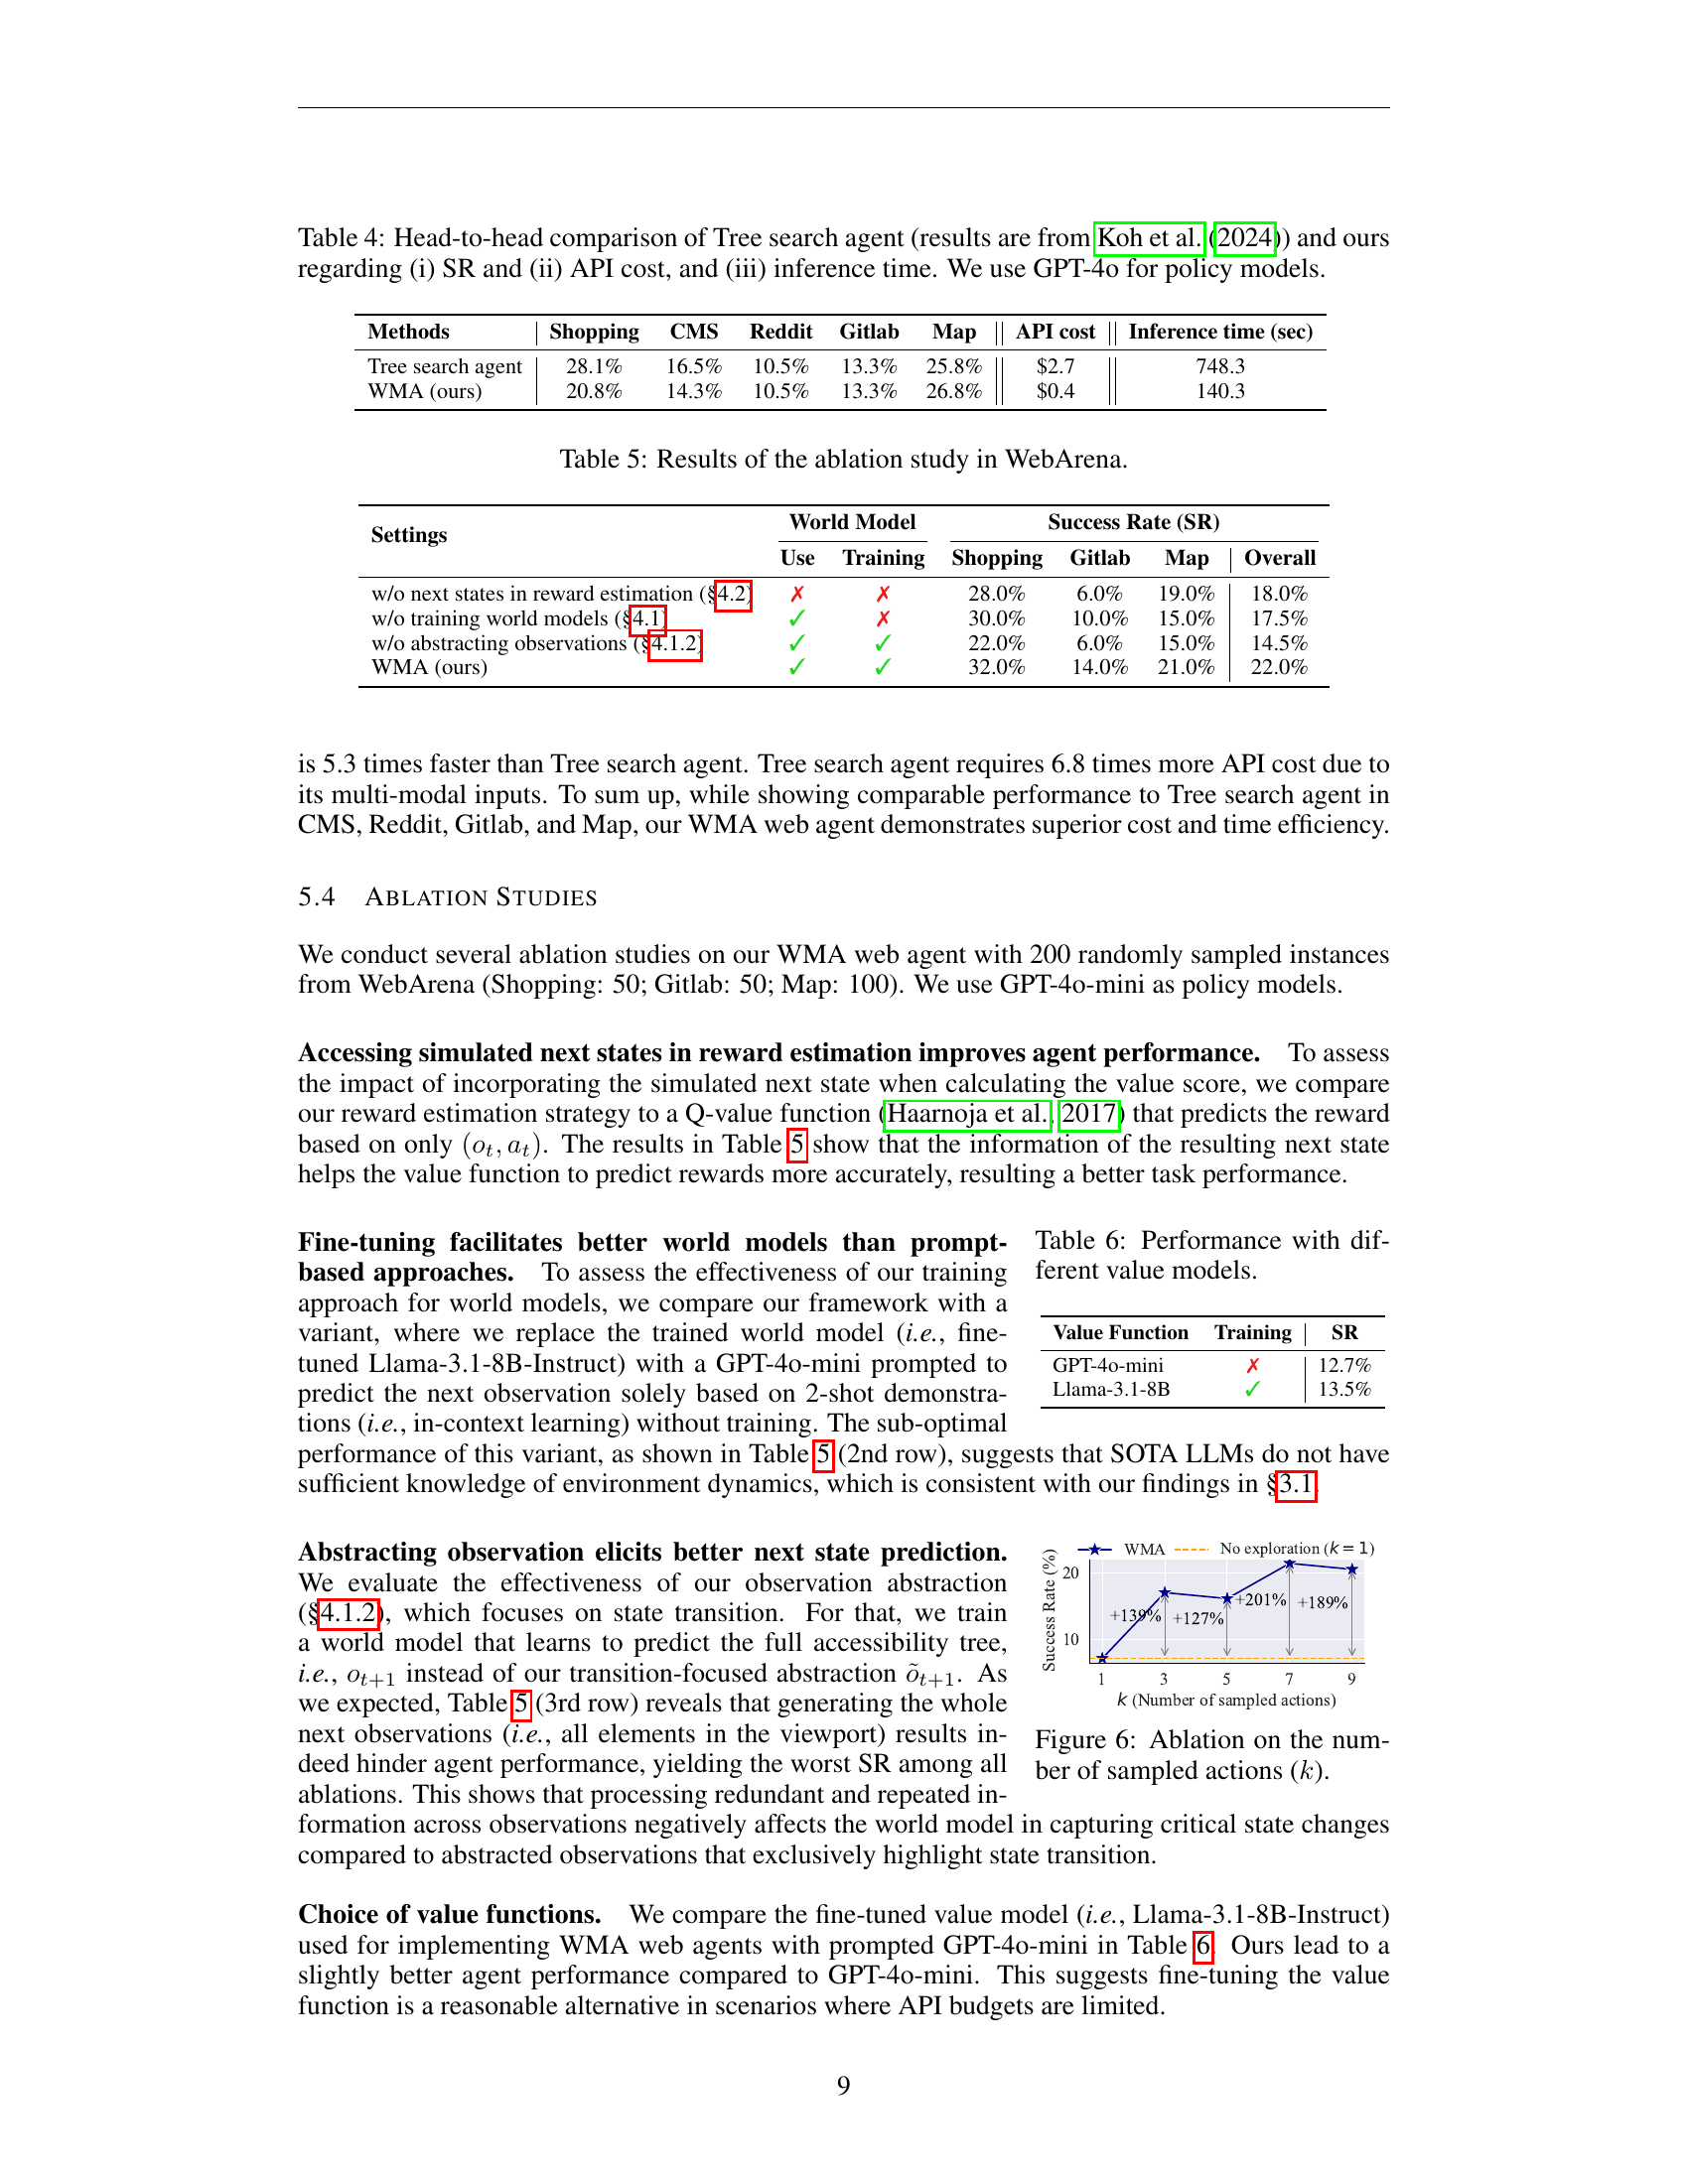 Table 4: Head-to-head comparison of Tree search agent (results are from Koh et al. (2024)) and ours
regarding (i) SR and (ii) API cost, and (iii) inference time. We use GPT-4o for policy models.
Methods Shopping CMS Reddit Gitlab Map API cost Inference time (sec)
Tree search agent 28.1% 16.5% 10.5% 13.3% 25.8% $2.7 748.3
WMA (ours) 20.8% 14.3% 10.5% 13.3% 26.8% $0.4 140.3
Table 5: Results of the ablation study in WebArena.
Settings World Model Success Rate (SR)
Use Training Shopping Gitlab Map Overall
w/o next states in reward estimation (§4.2) ✗ ✗ 28.0% 6.0% 19.0% 18.0%
w/o training world models (§4.1) ✓ ✗ 30.0% 10.0% 15.0% 17.5%
w/o abstracting observations (§4.1.2) ✓ ✓ 22.0% 6.0% 15.0% 14.5%
WMA (ours) ✓ ✓ 32.0% 14.0% 21.0% 22.0%
is 5.3 times faster than Tree search agent. Tree search agent requires 6.8 times more API cost due to
its multi-modal inputs. To sum up, while showing comparable performance to Tree search agent in
CMS, Reddit, Gitlab, and Map, our WMA web agent demonstrates superior cost and time efficiency.
5.4 ABLATION STUDIES
We conduct several ablation studies on our WMA web agent with 200 randomly sampled instances
from WebArena (Shopping: 50; Gitlab: 50; Map: 100). We use GPT-4o-mini as policy models.
Accessing simulated next states in reward estimation improves agent performance. To assess
the impact of incorporating the simulated next state when calculating the value score, we compare
our reward estimation strategy to a Q-value function (Haarnoja et al., 2017) that predicts the reward
based on only (oₜ, aₜ). The results in Table 5 show that the information of the resulting next state
helps the value function to predict rewards more accurately, resulting a better task performance.
Fine-tuning facilitates better world models than prompt-
based approaches. To assess the effectiveness of our training
approach for world models, we compare our framework with a
variant, where we replace the trained world model (i.e., fine-
tuned Llama-3.1-8B-Instruct) with a GPT-4o-mini prompted to
predict the next observation solely based on 2-shot demonstra-
tions (i.e., in-context learning) without training. The sub-optimal
performance of this variant, as shown in Table 5 (2nd row), suggests that SOTA LLMs do not have
sufficient knowledge of environment dynamics, which is consistent with our findings in §3.1.
Table 6: Performance with dif-
ferent value models.
Value Function Training SR
GPT-4o-mini ✗ 12.7%
Llama-3.1-8B ✓ 13.5%
Abstracting observation elicits better next state prediction.
We evaluate the effectiveness of our observation abstraction
(§4.1.2), which focuses on state transition. For that, we train
a world model that learns to predict the full accessibility tree,
i.e., oₜ₊₁ instead of our transition-focused abstraction õₜ₊₁. As
we expected, Table 5 (3rd row) reveals that generating the whole
next observations (i.e., all elements in the viewport) results in-
deed hinder agent performance, yielding the worst SR among all
ablations. This shows that processing redundant and repeated in-
formation across observations negatively affects the world model in capturing critical state changes
compared to abstracted observations that exclusively highlight state transition.
WMA No exploration (k = 1)
Success Rate (%)
20
10
+139% +127% +201% +189%
1 3 5 7 9
k (Number of sampled actions)
Figure 6: Ablation on the num-
ber of sampled actions (k).
Choice of value functions. We compare the fine-tuned value model (i.e., Llama-3.1-8B-Instruct)
used for implementing WMA web agents with prompted GPT-4o-mini in Table 6. Ours lead to a
slightly better agent performance compared to GPT-4o-mini. This suggests fine-tuning the value
function is a reasonable alternative in scenarios where API budgets are limited.
9